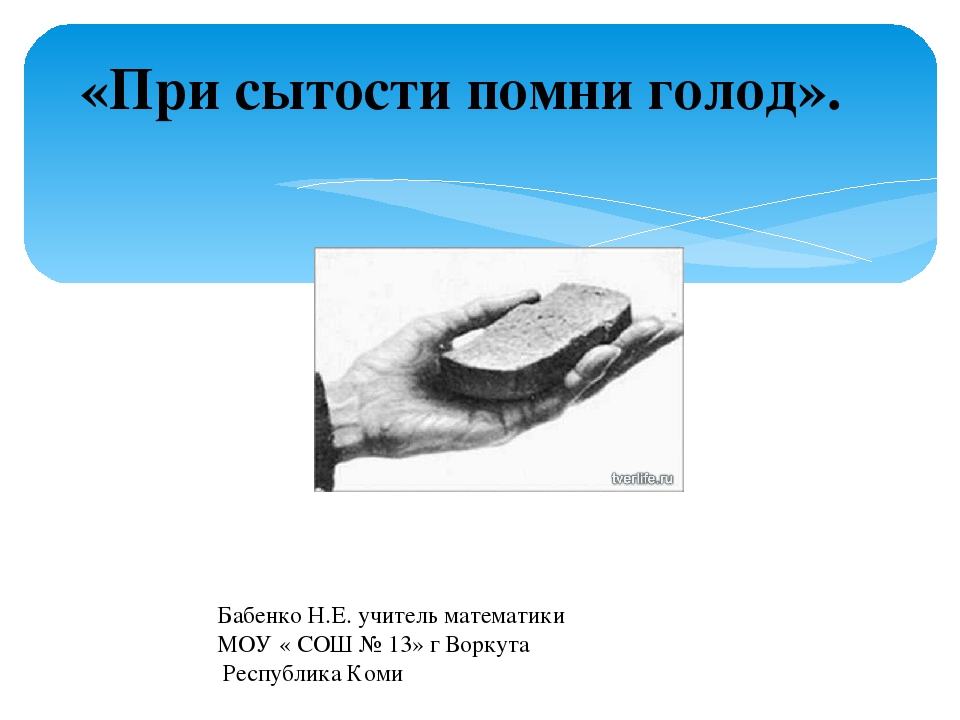 «При сытости помни голод».
tverlife.ru
Бабенко Н.Е. учитель математики
МОУ « СОШ № 13» г Воркута
Республика Коми